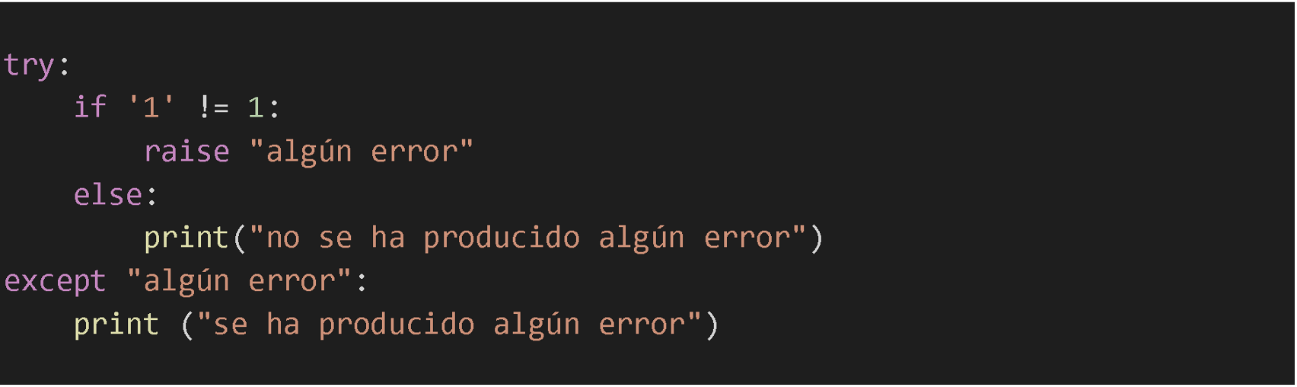 try:
    if '1' != 1:
        raise "algún error"
    else:
        print("no se ha producido algún error")
except "algún error":
    print ("se ha producido algún error")